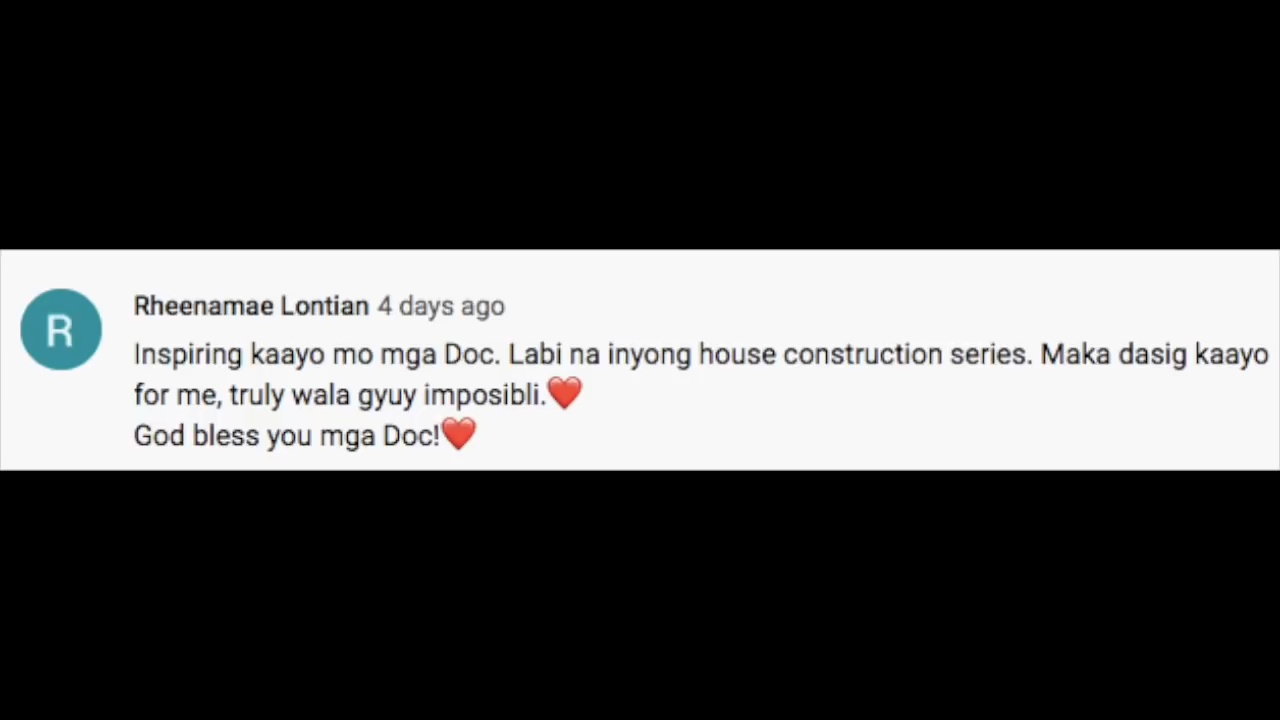 R
Rheenamae Lontian 4 days ago
Inspiring kaayo mo mga Doc. Labi na inyong house construction series. Maka dasig kaayo
for me, truly wala gyuy imposibli.❤️
God bless you mga Doc!❤️